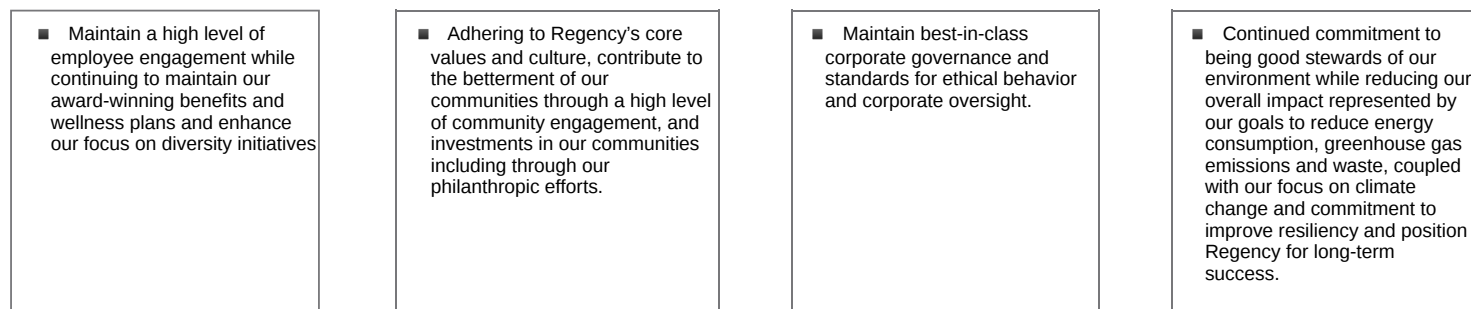 ■ Maintain a high level of
employee engagement while
continuing to maintain our
award-winning benefits and
wellness plans and enhance
our focus on diversity initiatives
■ Adhering to Regency’s core
values and culture, contribute to
the betterment of our
communities through a high level
of community engagement, and
investments in our communities
including through our
philanthropic efforts.
■ Maintain best-in-class
corporate governance and
standards for ethical behavior
and corporate oversight.
■ Continued commitment to
being good stewards of our
environment while reducing our
overall impact represented by
our goals to reduce energy
consumption, greenhouse gas
emissions and waste, coupled
with our focus on climate
change and commitment to
improve resiliency and position
Regency for long-term
success.